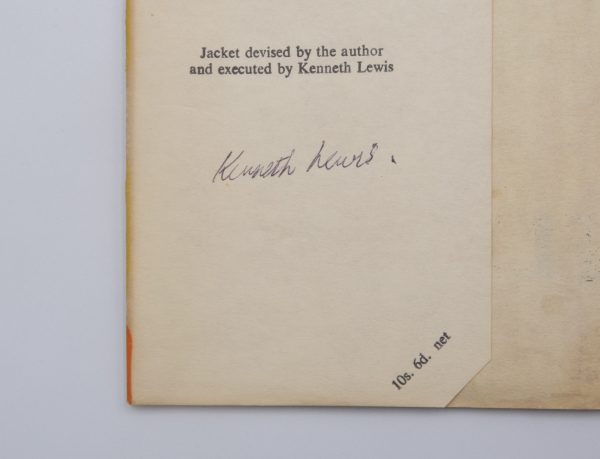 Jacket devised by the author
and executed by Kenneth Lewis
Kenneth Lewis.
10s. 6d. net